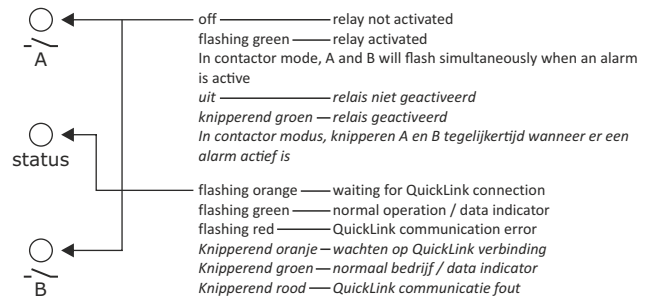 off relay not activated
flashing green relay activated
In contactor mode, A and B will flash simultaneously when an alarm
is active
uit relais niet geactiveerd
knipperend groen relais geactiveerd
In contactor modus, knipperen A en B tegelijkertijd wanneer er een
alarm actief is
A
status
flashing orange waiting for QuickLink connection
flashing green normal operation / data indicator
flashing red QuickLink communication error
Knipperend oranje wachten op QuickLink verbinding
Knipperend groen normaal bedrijf / data indicator
Knipperend rood QuickLink communicatie fout
B